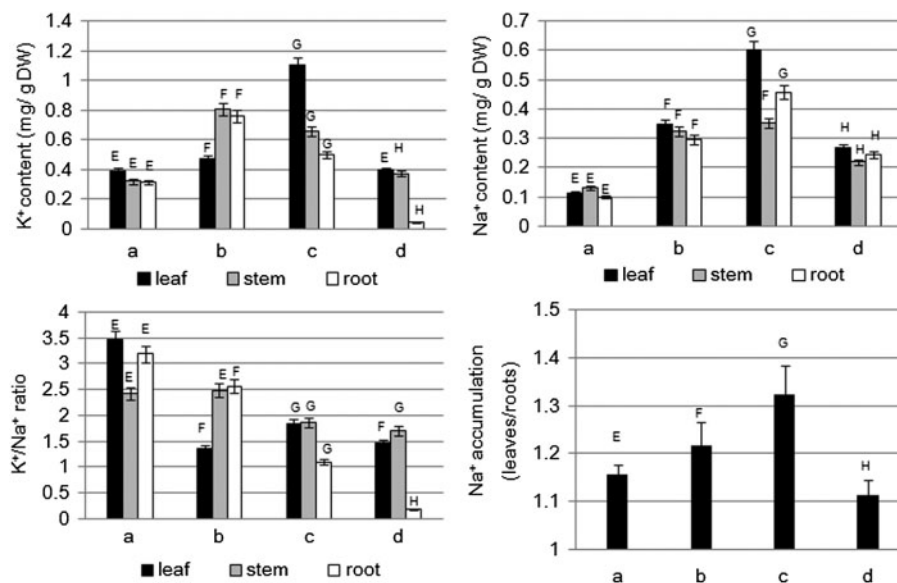 K⁺ content (mg/ gDW)
1.4
1.2
1
0.8
0.6
0.4
0.2
0
E E E
F F F
G G G
E H H
a b c d
leaf stem root
Na⁺ content (mg/ gDW)
0.7
0.6
0.5
0.4
0.3
0.2
0.1
0
E E E
F F F
G F G
H H H
a b c d
leaf stem root
K⁺/Na⁺ ratio
4
3.5
3
2.5
2
1.5
1
0.5
0
E E E
F E F
G G G
F G H
a b c d
leaf stem root
Na⁺ accumulation
(leaves/roots)
1.5
1.4
1.3
1.2
1.1
1
E F G H
a b c d